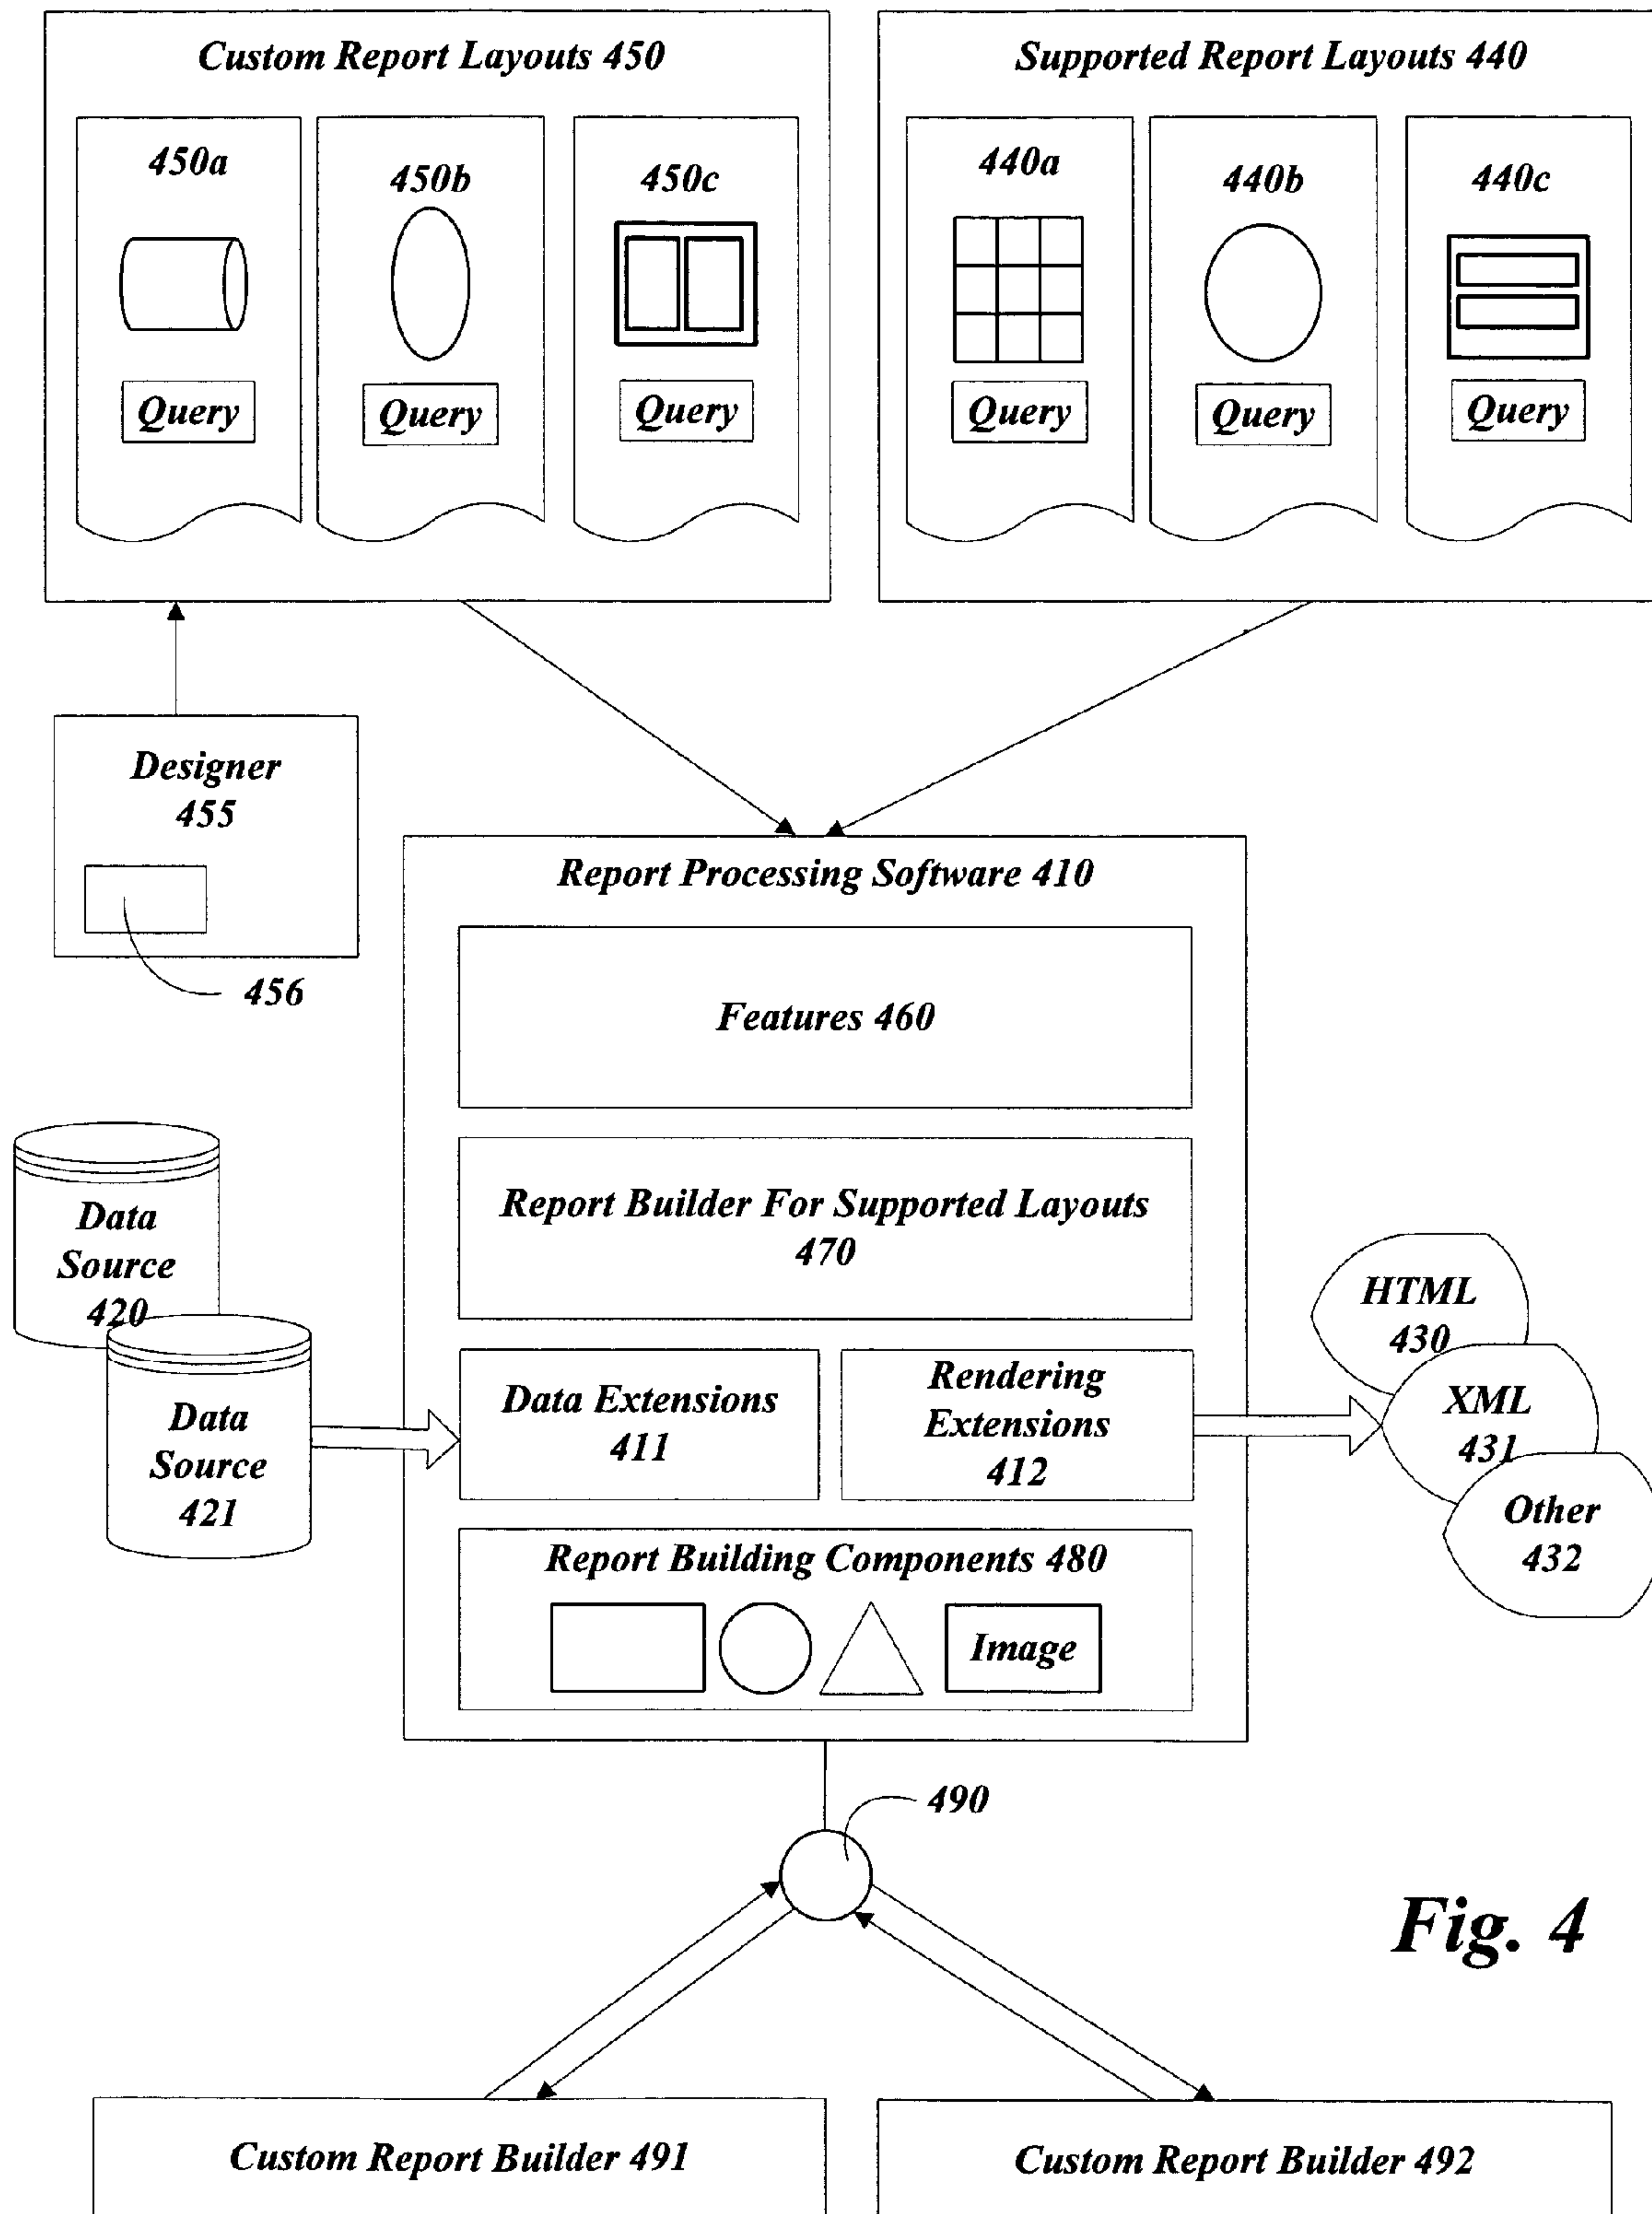 Custom Report Layouts 450
450a
450b
450c
Query
Query
Query
Supported Report Layouts 440
440a
440b
440c
Query
Query
Query
Designer
455
456
Report Processing Software 410
Features 460
Report Builder For Supported Layouts
470
Data
Source
420
Data
Source
421
Data Extensions
411
Rendering
Extensions
412
HTML
430
XML
431
Other
432
Report Building Components 480
Image
490
Fig. 4
Custom Report Builder 491
Custom Report Builder 492